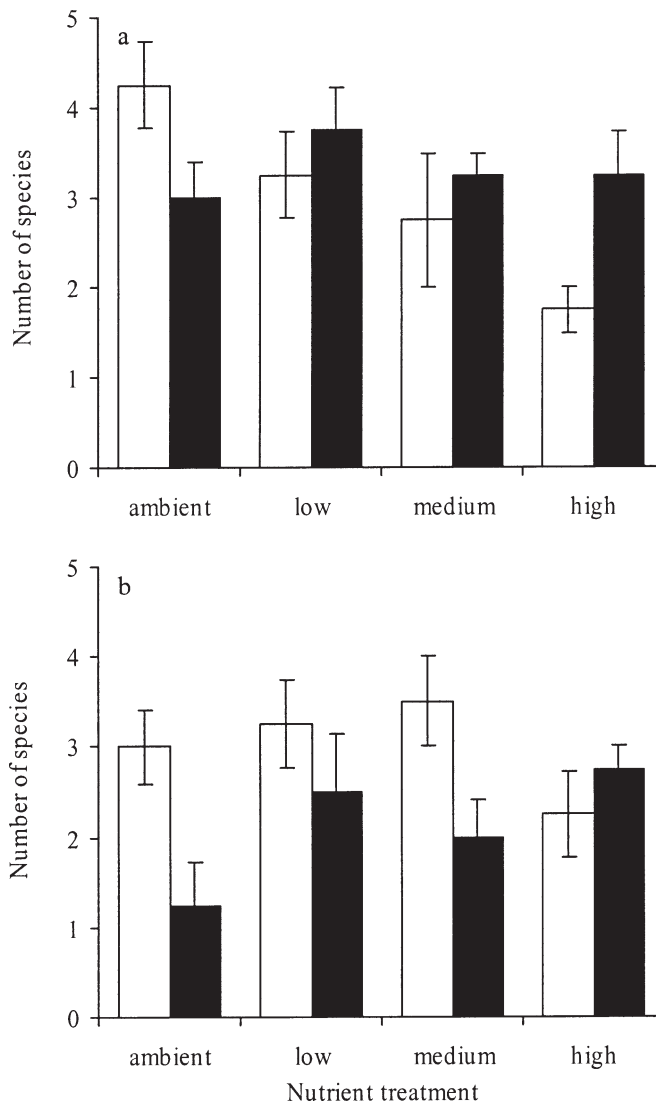 a
Number of species
5
4
3
2
1
0
ambient low medium high
b
Number of species
5
4
3
2
1
0
ambient low medium high
Nutrient treatment